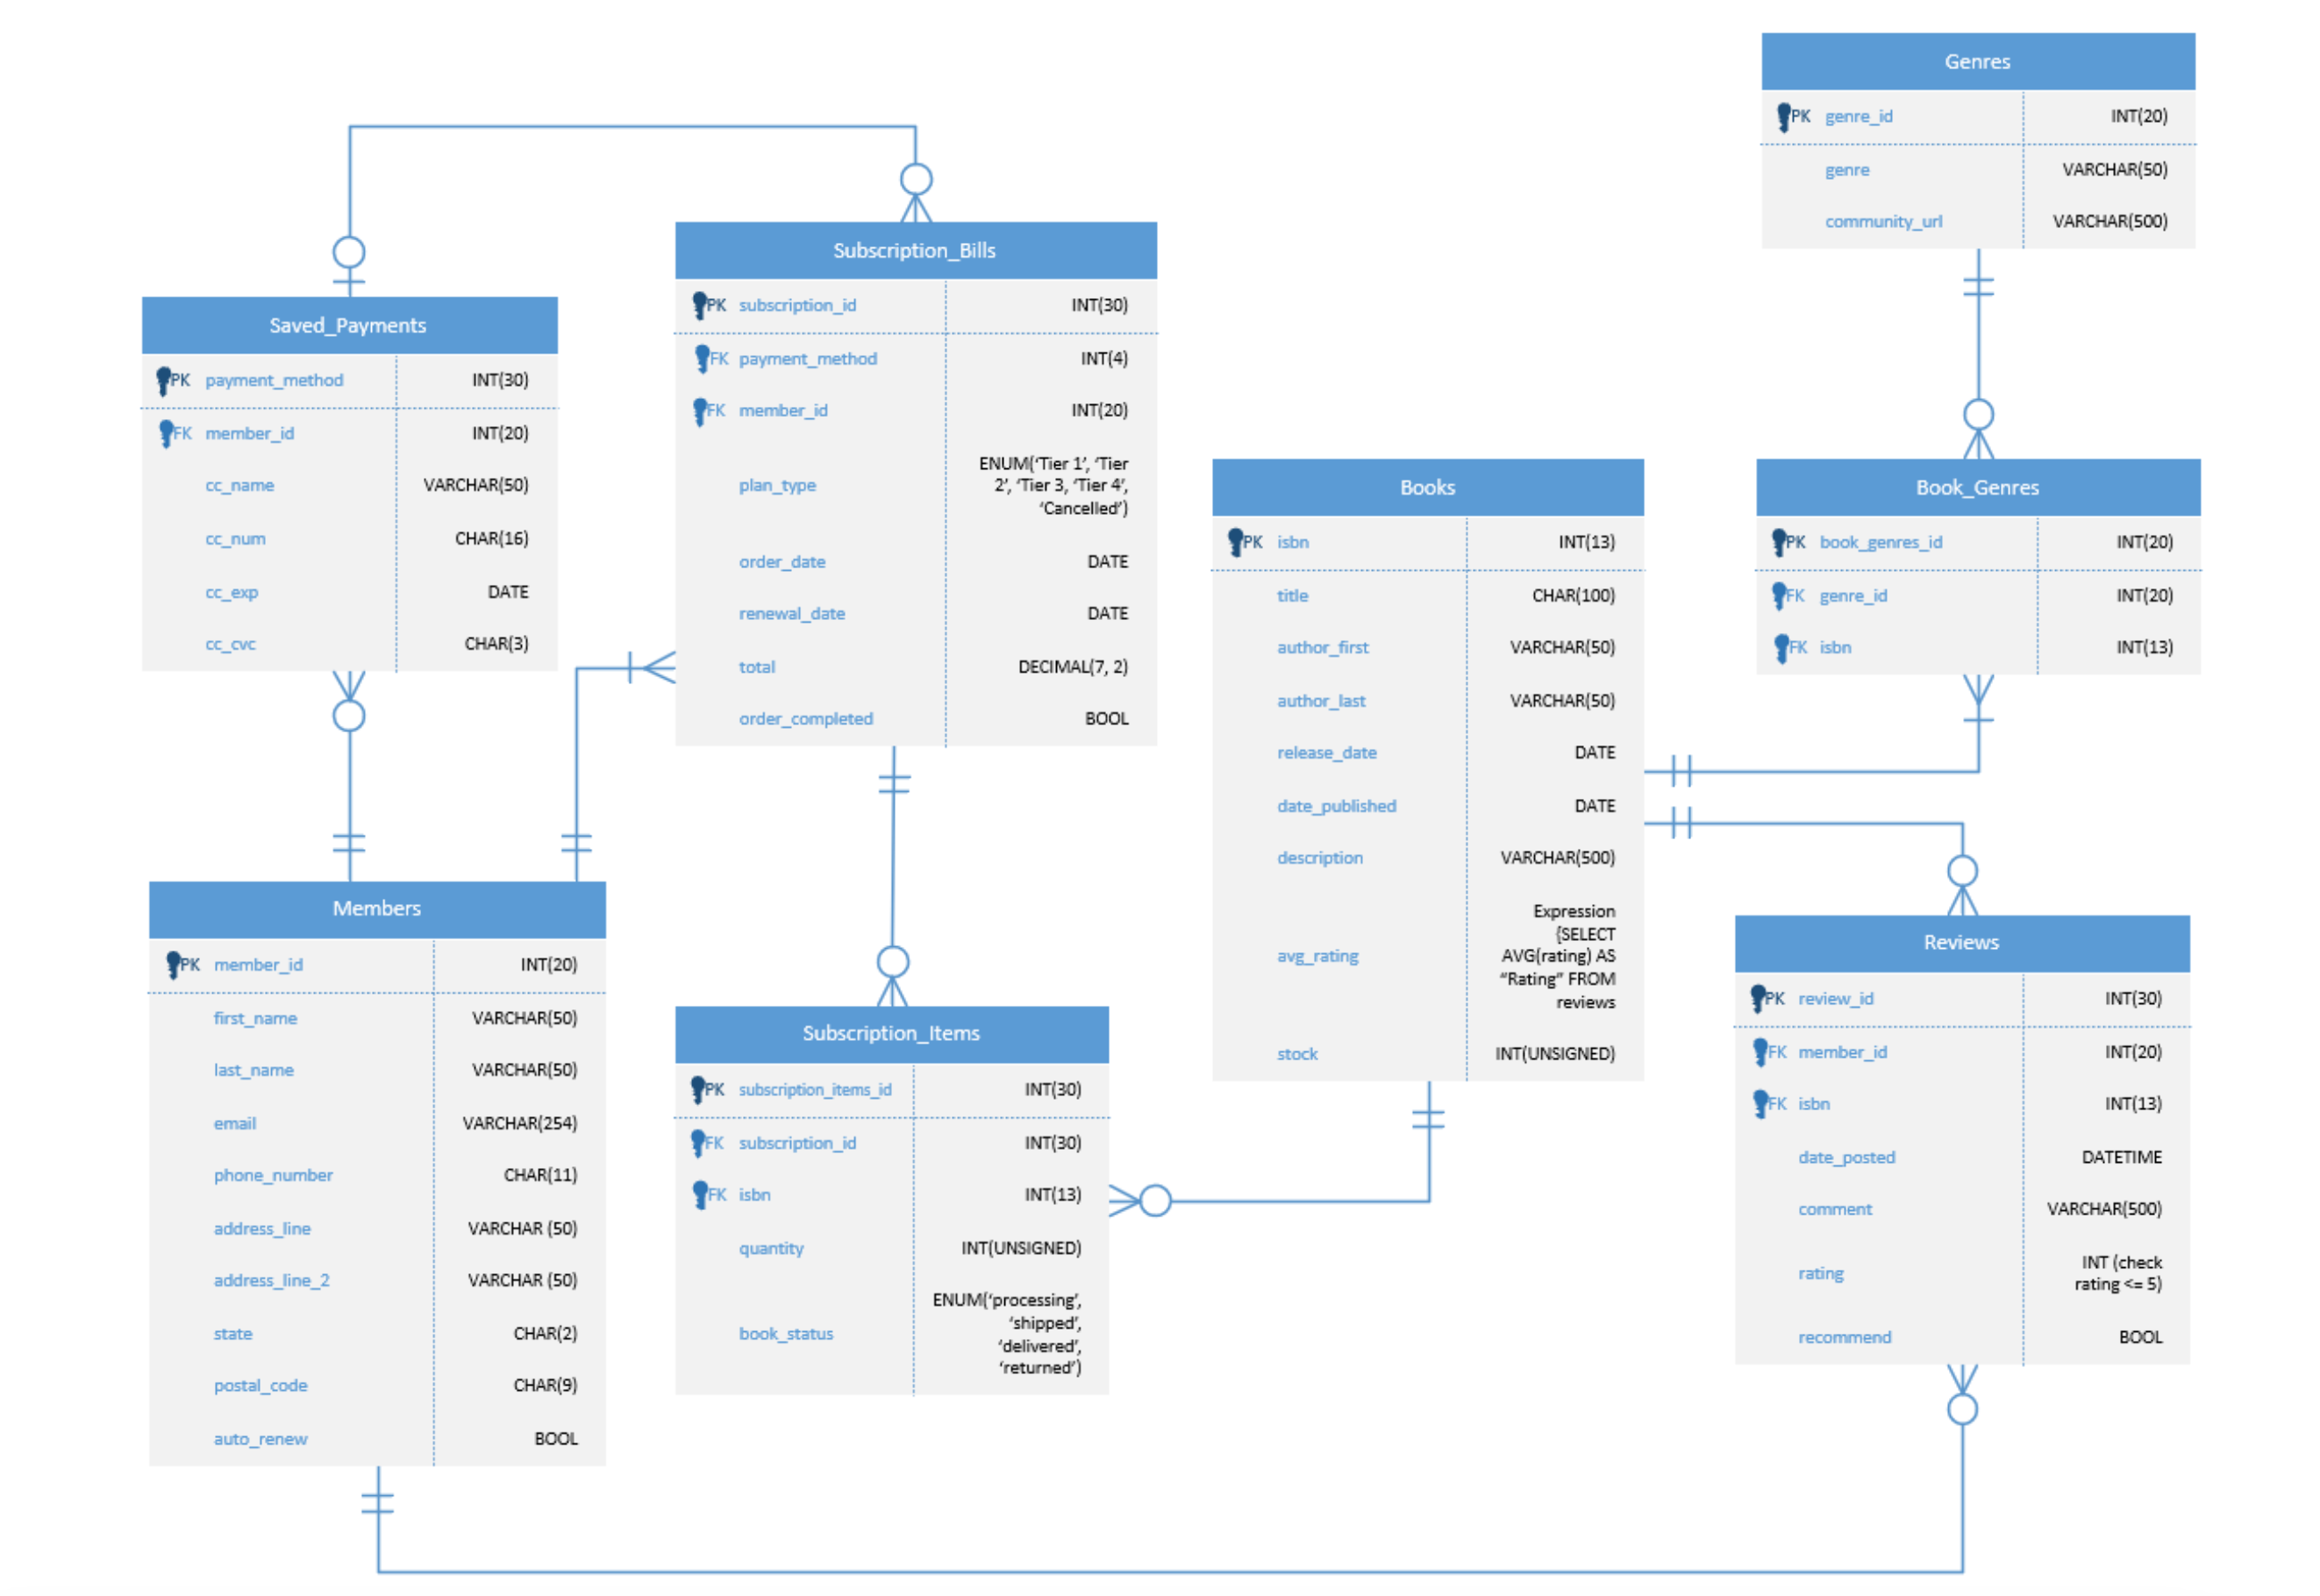 Genres
PK genre_id INT(20)
genre VARCHAR(50)
community_url VARCHAR(500)
Subscription_Bills
PK subscription_id INT(30)
FK payment_method INT(4)
FK member_id INT(20)
plan_type ENUM('Tier 1', 'Tier
2', 'Tier 3, 'Tier 4',
'Cancelled')
order_date DATE
renewal_date DATE
total DECIMAL(7, 2)
order_completed BOOL
Saved_Payments
PK payment_method INT(30)
FK member_id INT(20)
cc_name VARCHAR(50)
cc_num CHAR(16)
cc_exp DATE
cc_cvc CHAR(3)
Books
PK isbn INT(13)
title CHAR(100)
author_first VARCHAR(50)
author_last VARCHAR(50)
release_date DATE
date_published DATE
description VARCHAR(500)
avg_rating Expression
{SELECT
AVG(rating) AS
"Rating" FROM
reviews
stock INT(UNSIGNED)
Book_Genres
PK book_genres_id INT(20)
FK genre_id INT(20)
FK isbn INT(13)
Members
PK member_id INT(20)
first_name VARCHAR(50)
last_name VARCHAR(50)
email VARCHAR(254)
phone_number CHAR(11)
address_line VARCHAR (50)
address_line_2 VARCHAR (50)
state CHAR(2)
postal_code CHAR(9)
auto_renew BOOL
Subscription_Items
PK subscription_items_id INT(30)
FK subscription_id INT(30)
FK isbn INT(13)
quantity INT(UNSIGNED)
book_status ENUM('processing',
'shipped',
'delivered',
'returned')
Reviews
PK review_id INT(30)
FK member_id INT(20)
FK isbn INT(13)
date_posted DATETIME
comment VARCHAR(500)
rating INT (check
rating <= 5)
recommend BOOL